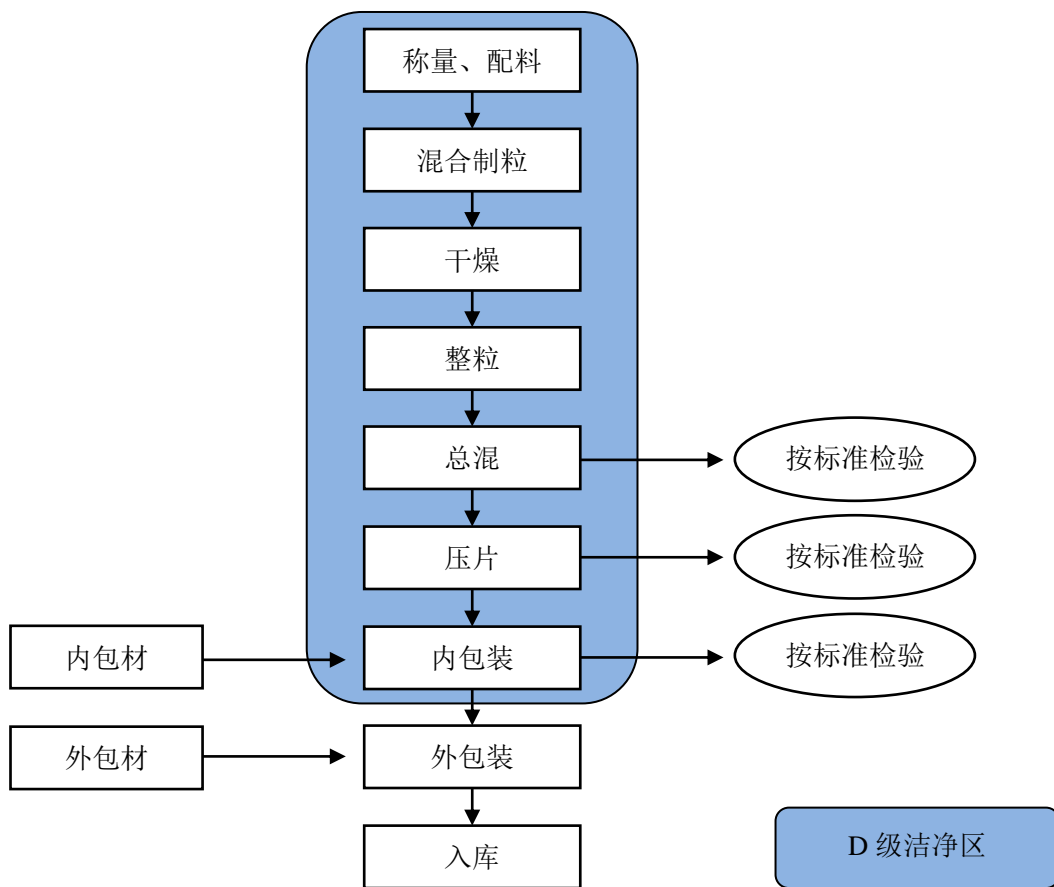 称量、配料
混合制粒
干燥
整粒
总混
按标准检验
压片
按标准检验
内包材
内包装
按标准检验
外包材
外包装
入库
D 级洁净区